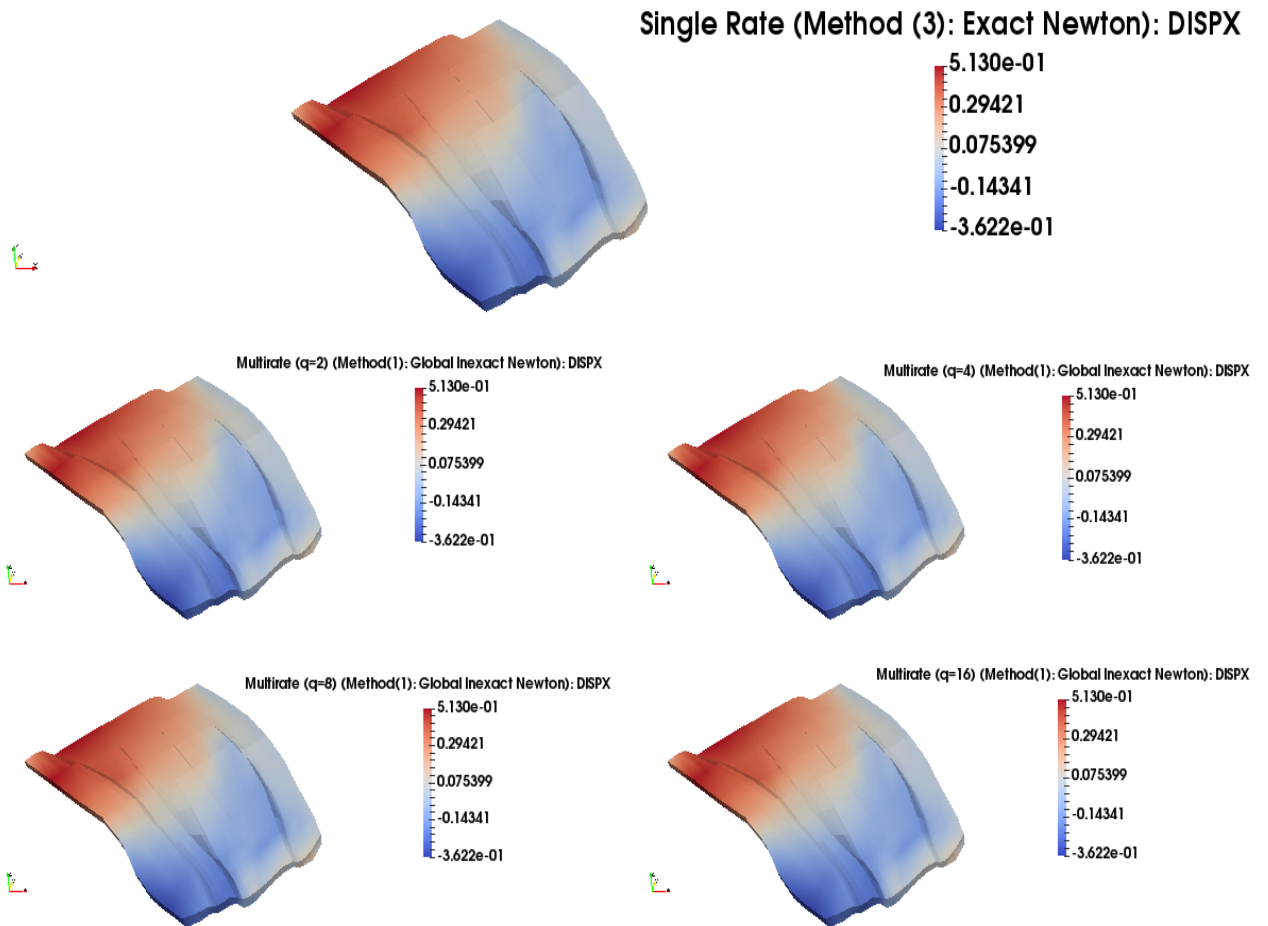 Single Rate (Method (3): Exact Newton): DISPX
5.130e-01
0.29421
0.075399
-0.14341
-3.622e-01
Multirate (q=2) (Method(1): Global Inexact Newton): DISPX
5.130e-01
0.29421
0.075399
-0.14341
-3.622e-01
Multirate (q=4) (Method(1): Global Inexact Newton): DISPX
5.130e-01
0.29421
0.075399
-0.14341
-3.622e-01
Multirate (q=8) (Method(1): Global Inexact Newton): DISPX
5.130e-01
0.29421
0.075399
-0.14341
-3.622e-01
Multirate (q=16) (Method(1): Global Inexact Newton): DISPX
5.130e-01
0.29421
0.075399
-0.14341
-3.622e-01